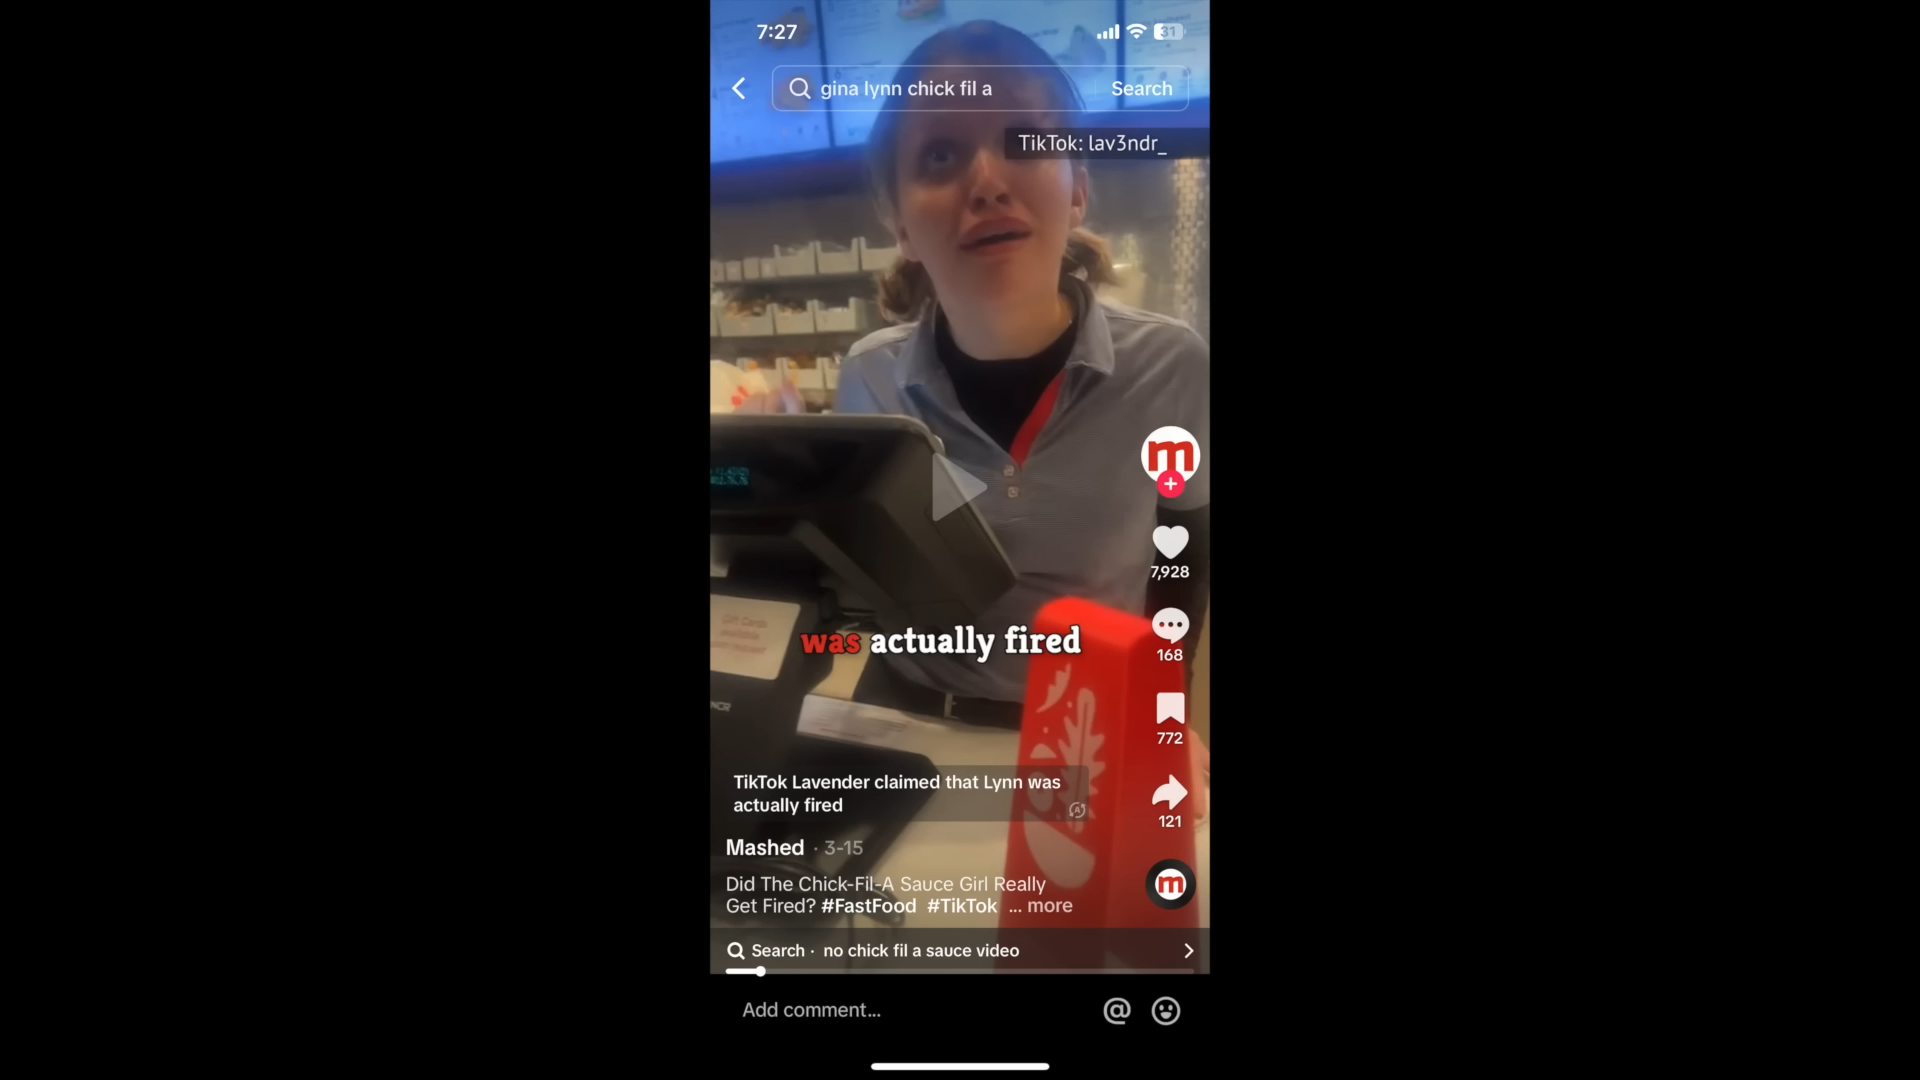 7:27
31
gina lynn chick fil a
Search
TikTok: lav3ndr_
m
7,928
168
was actually fired
NCR
772
TikTok Lavender claimed that Lynn was
actually fired
121
Mashed · 3-15
Did The Chick-Fil-A Sauce Girl Really
Get Fired? #FastFood #TikTok ... more
m
Search · no chick fil a sauce video
Add comment...
@